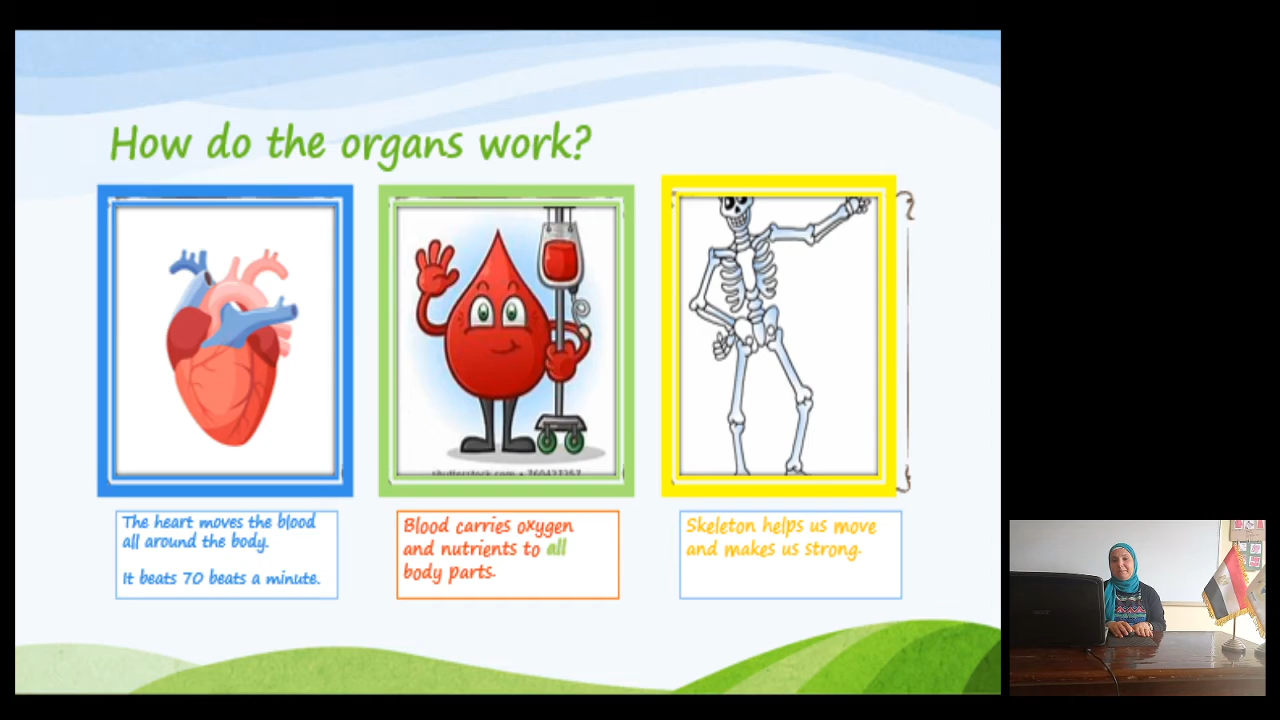 How do the organs work?
The heart moves the blood
all around the body.
It beats 70 beats a minute.
Blood carries oxygen
and nutrients to all
body parts.
Skeleton helps us move
and makes us strong.